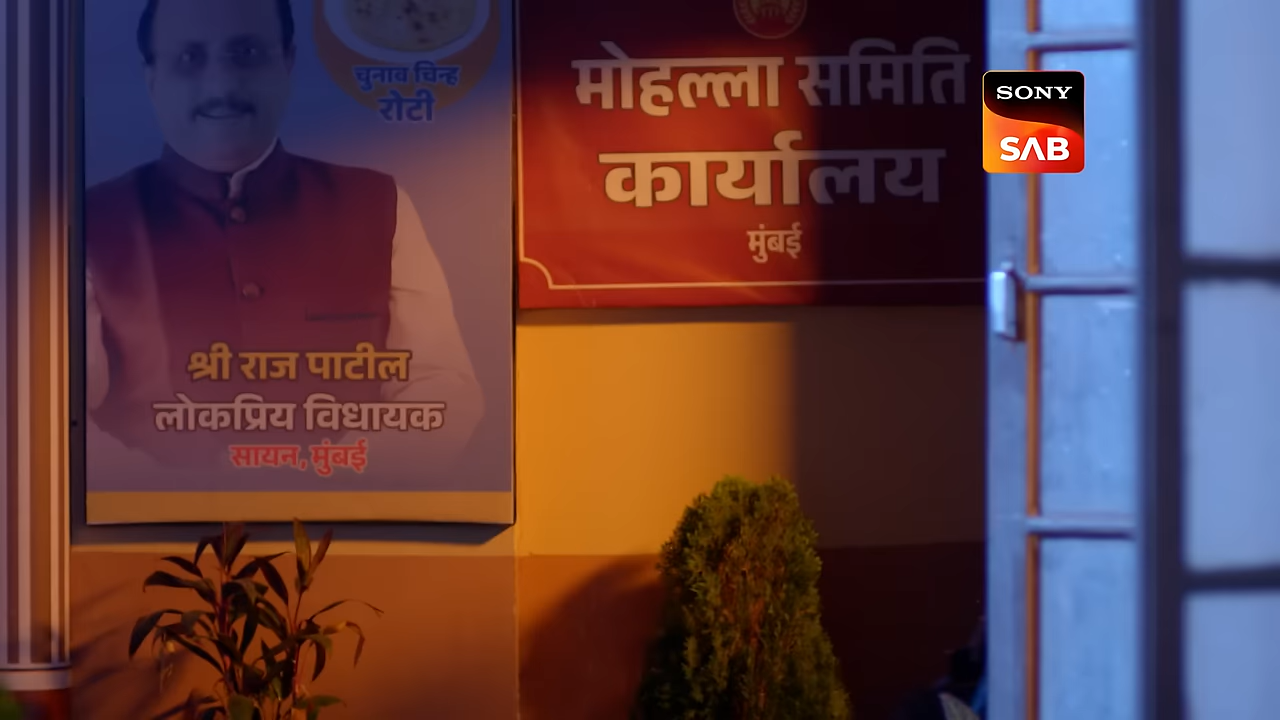 चुनाव चिन्ह
रोटी
श्री राज पाटील
लोकप्रिय विधायक
सायन, मुंबई
मोहल्ला समिति
कार्यालय
मुंबई
SONY
SAB